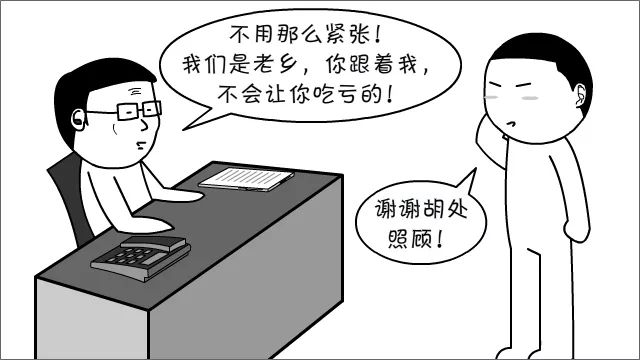 不用那么紧张！
我们是老乡，你跟着我，
不会让你吃亏的！
谢谢胡处
照顾！